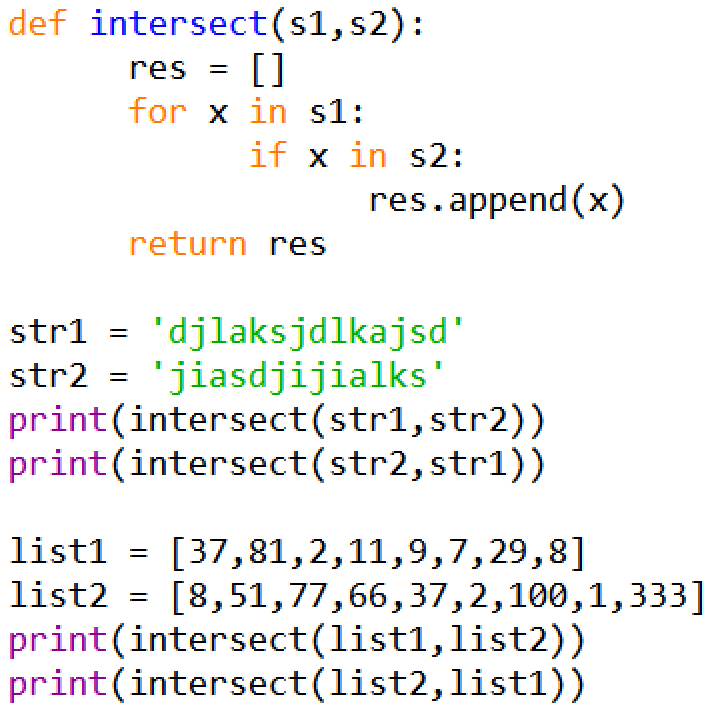 def intersect(s1,s2):
      res = []
      for x in s1:
            if x in s2:
                  res.append(x)
      return res

str1 = 'djlaksjdlkajsd'
str2 = 'jiasdjijialks'
print(intersect(str1,str2))
print(intersect(str2,str1))

list1 = [37,81,2,11,9,7,29,8]
list2 = [8,51,77,66,37,2,100,1,333]
print(intersect(list1,list2))
print(intersect(list2,list1))